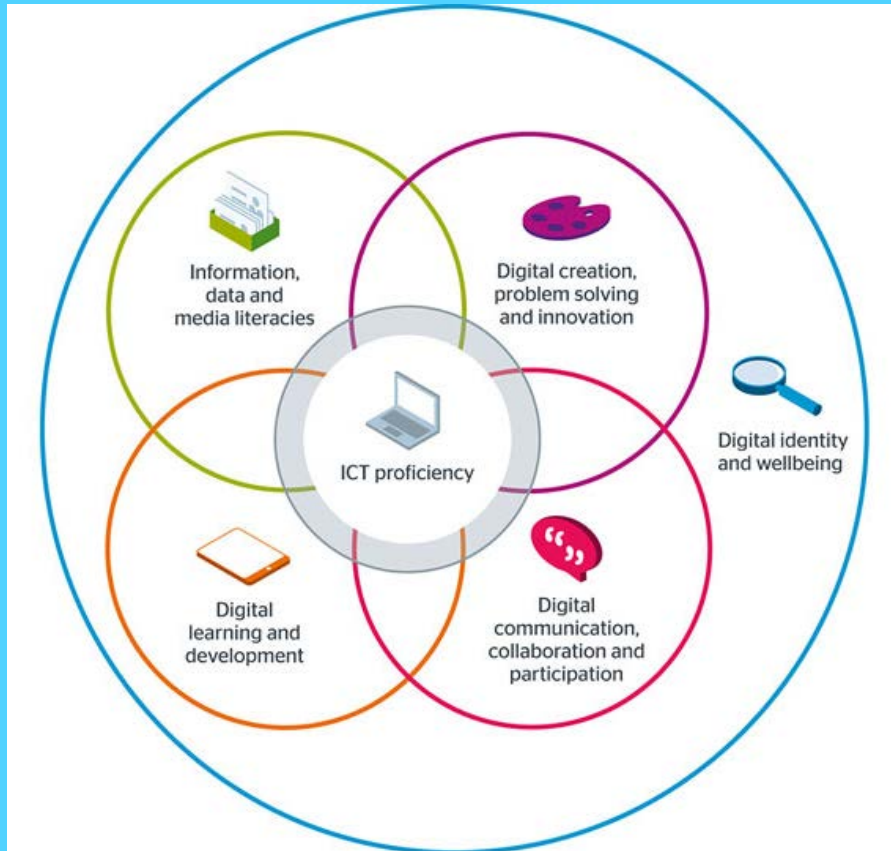 Information,
data and
media literacies
Digital creation,
problem solving
and innovation
Digital identity
and wellbeing
ICT proficiency
Digital
learning and
development
Digital
communication,
collaboration and
participation